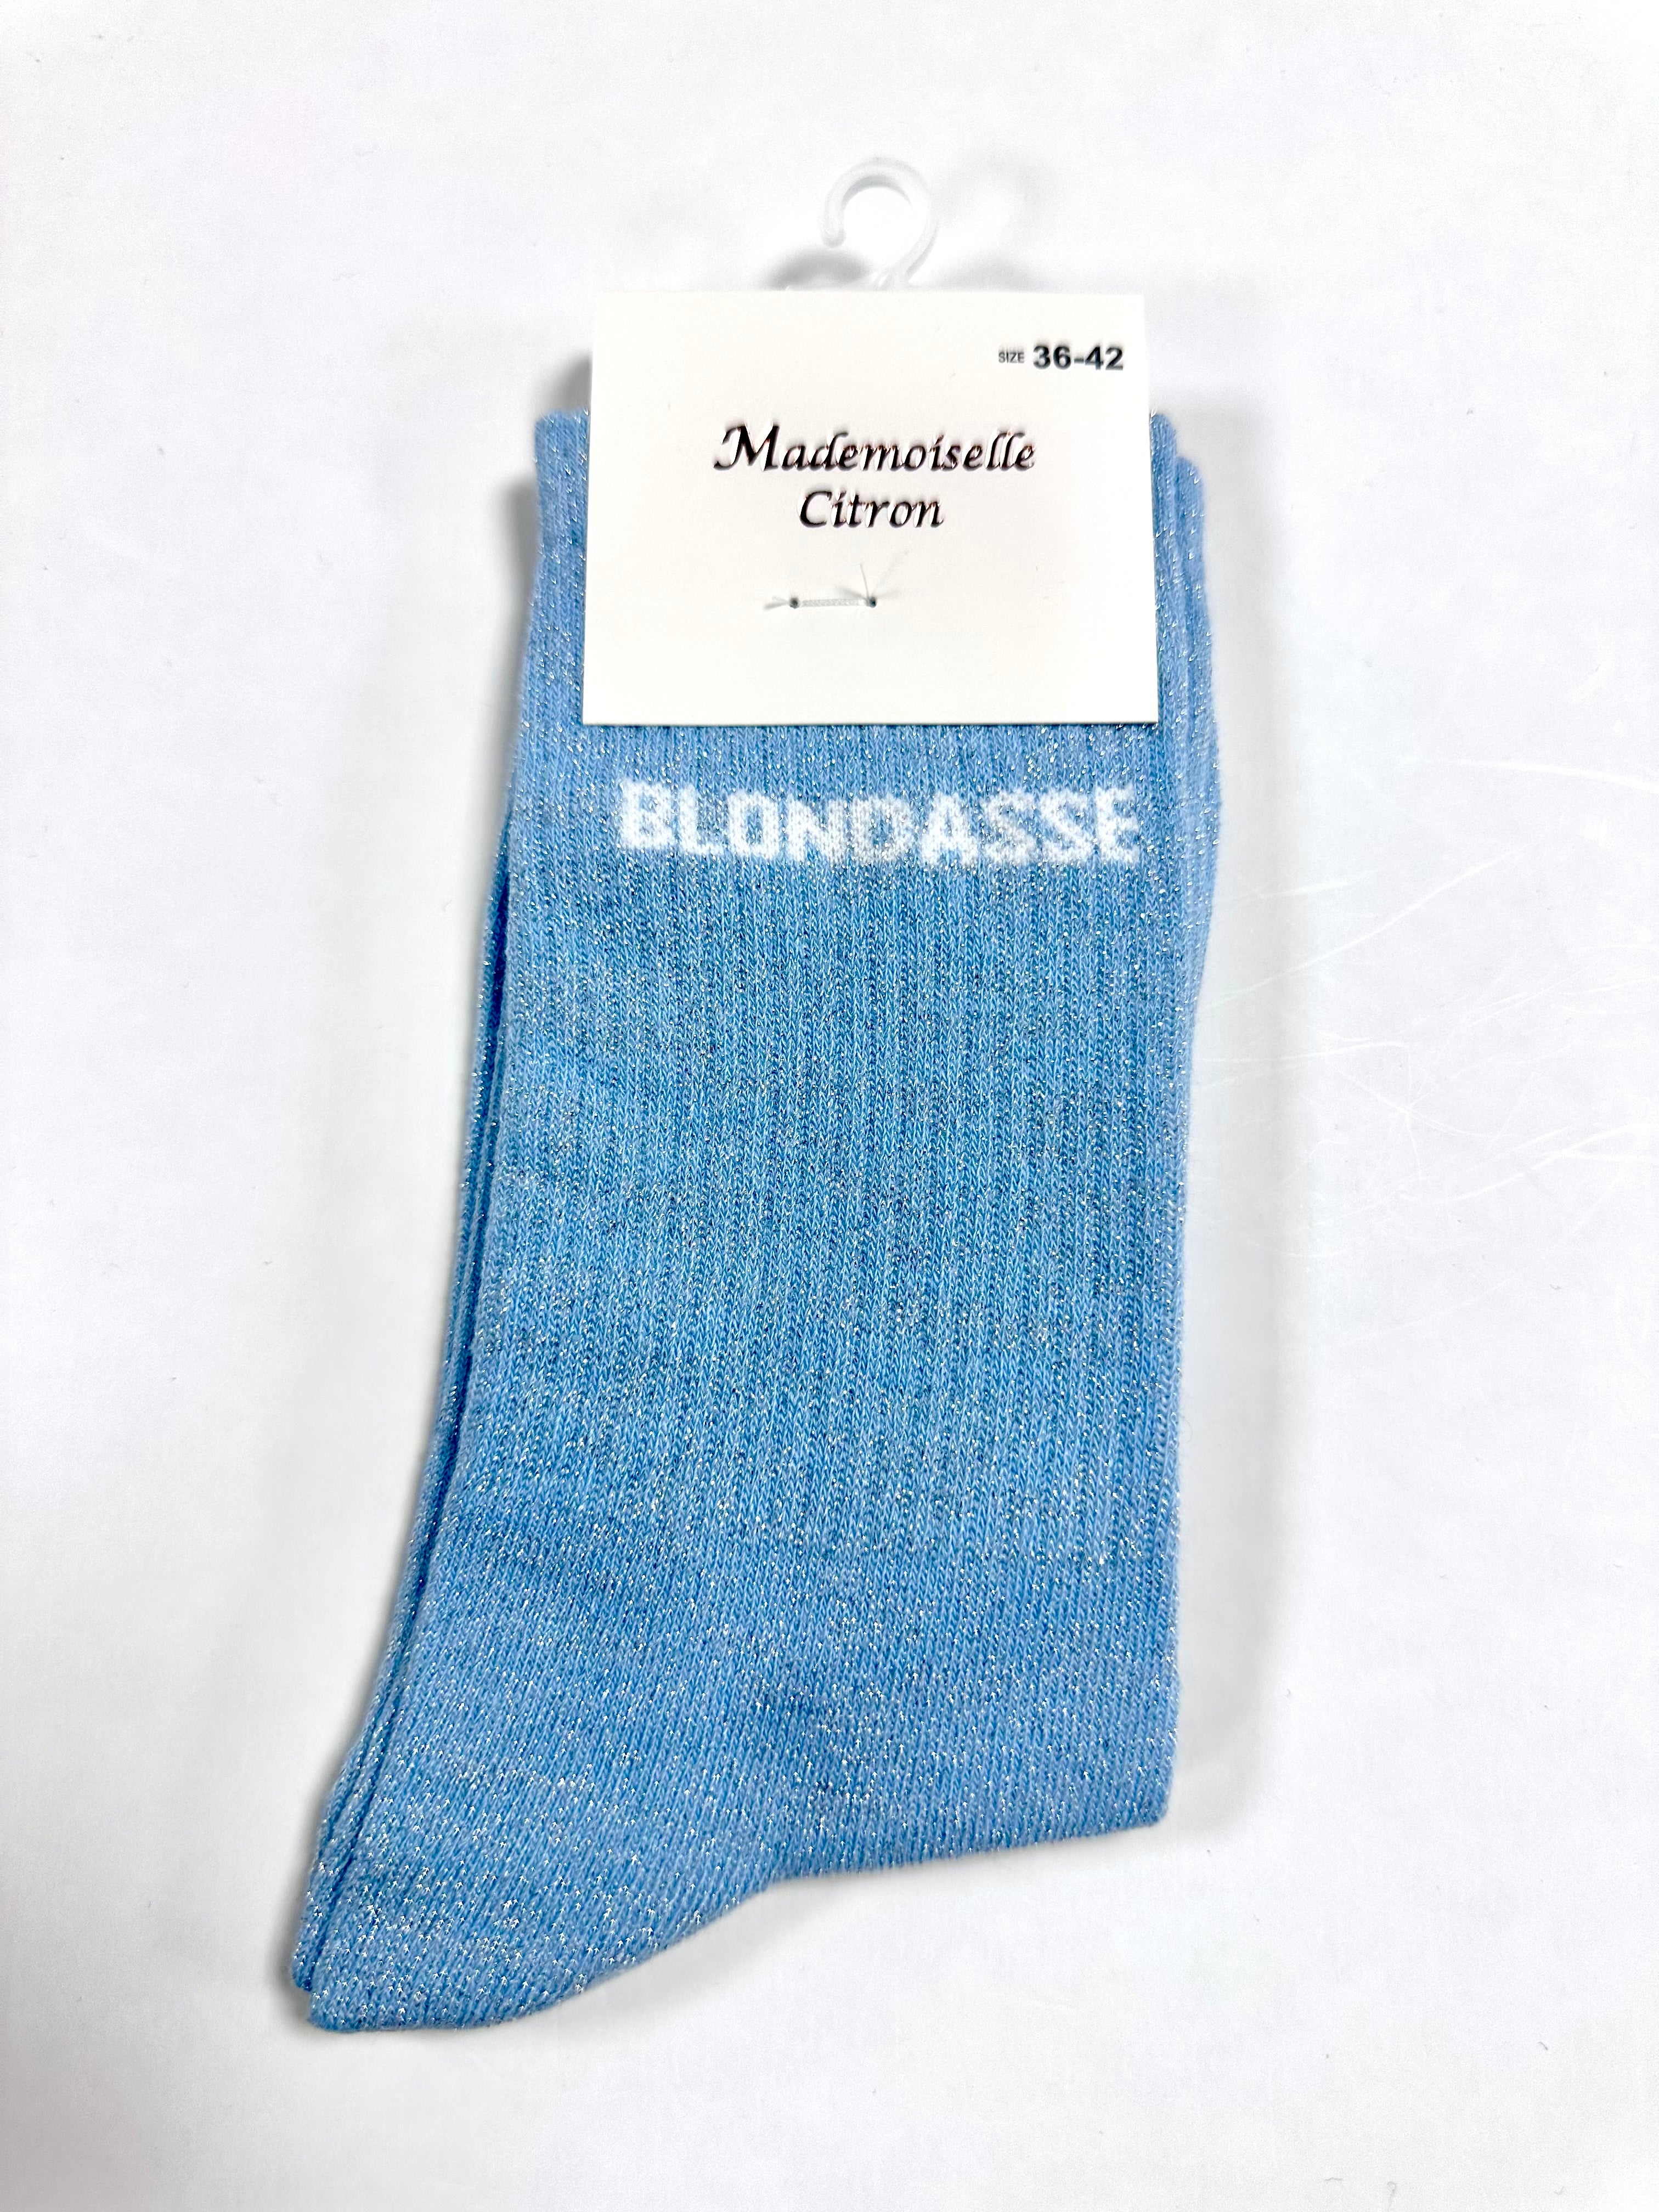 SIZE 36-42
Mademoiselle
Citron
BLONDASSE